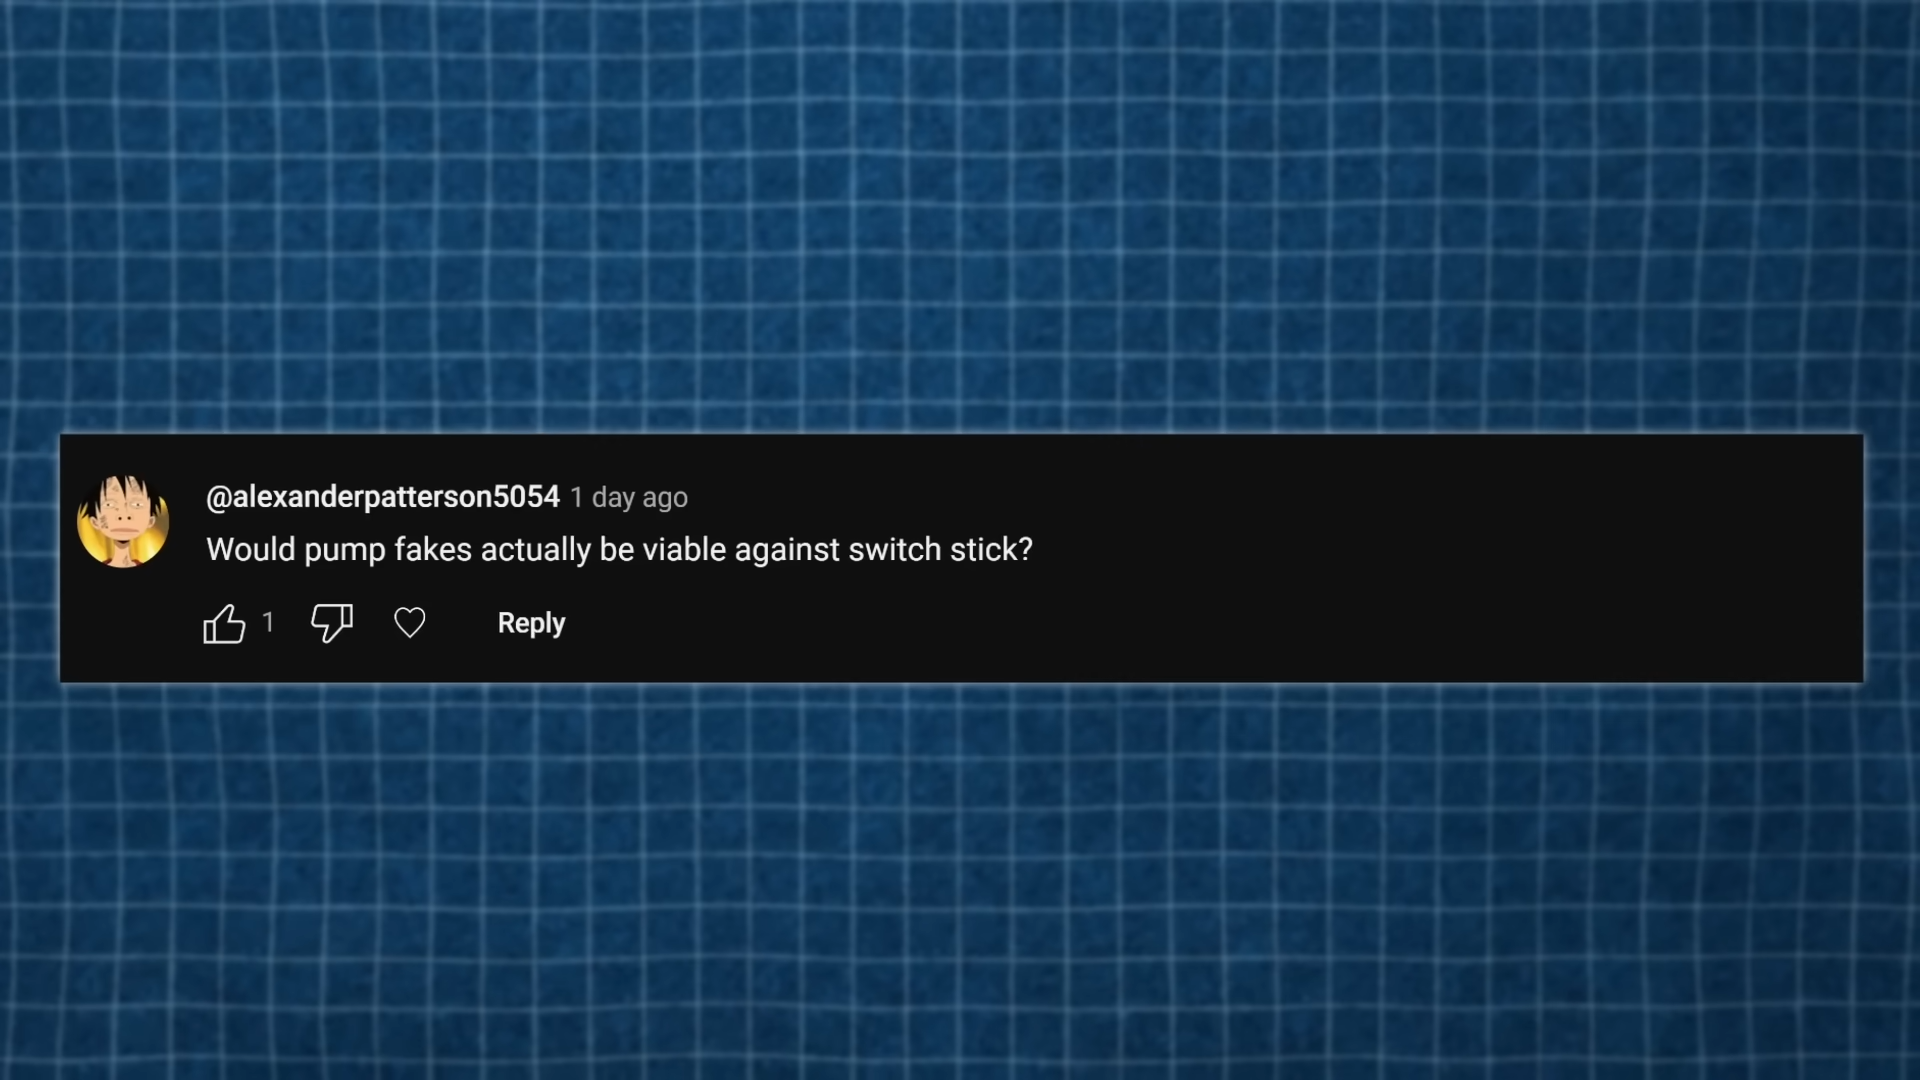 @alexanderpatterson5054 1 day ago
Would pump fakes actually be viable against switch stick?
1 Reply